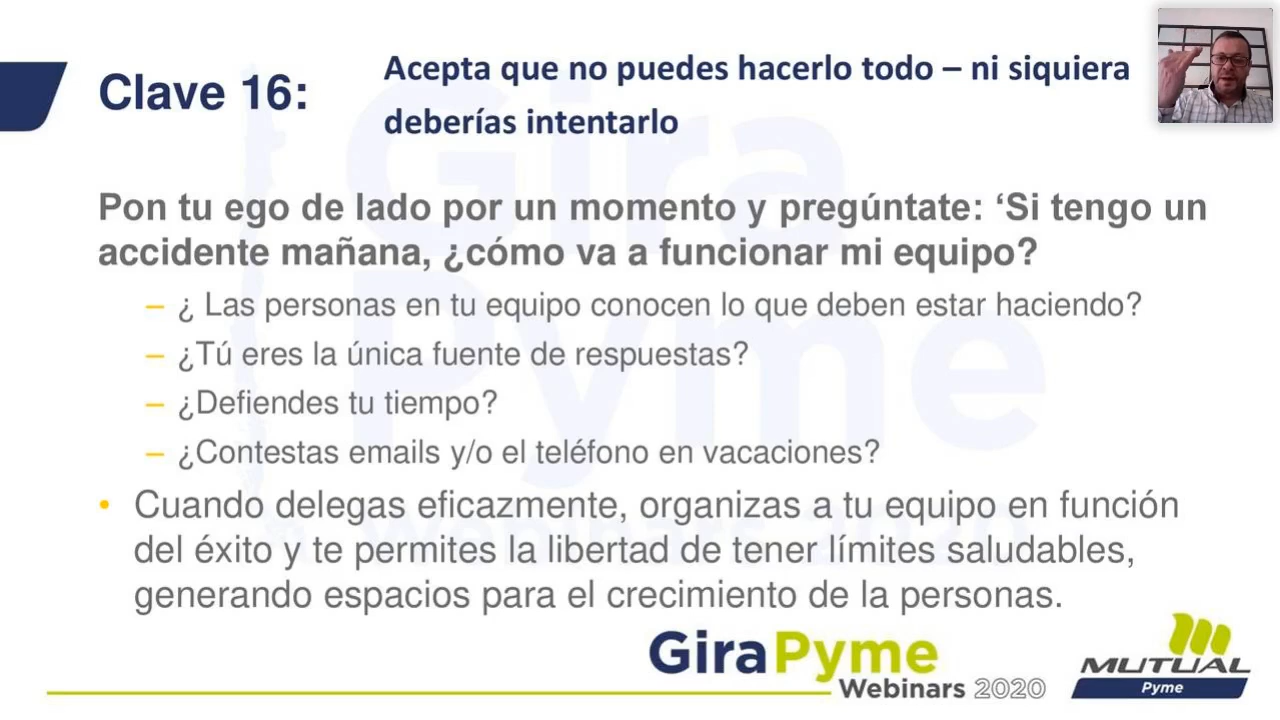 Clave 16:
Acepta que no puedes hacerlo todo – ni siquiera
deberías intentarlo
Pon tu ego de lado por un momento y pregúntate: ‘Si tengo un
accidente mañana, ¿cómo va a funcionar mi equipo?
– ¿ Las personas en tu equipo conocen lo que deben estar haciendo?
– ¿Tú eres la única fuente de respuestas?
– ¿Defiendes tu tiempo?
– ¿Contestas emails y/o el teléfono en vacaciones?
• Cuando delegas eficazmente, organizas a tu equipo en función
del éxito y te permites la libertad de tener límites saludables,
generando espacios para el crecimiento de la personas.
GiraPyme
Webinars 2020
MUTUAL
Pyme
Gira
Pyme
Webinars 2020